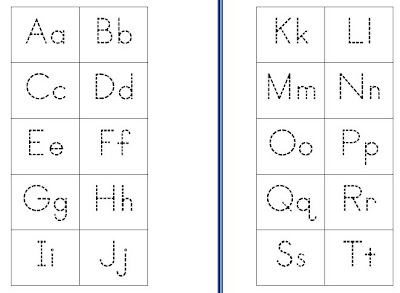 Aa Bb
Cc Dd
Ee Ff
Gg Hh
Ii Jj
Kk Ll
Mm Nn
Oo Pp
Qq Rr
Ss Tt